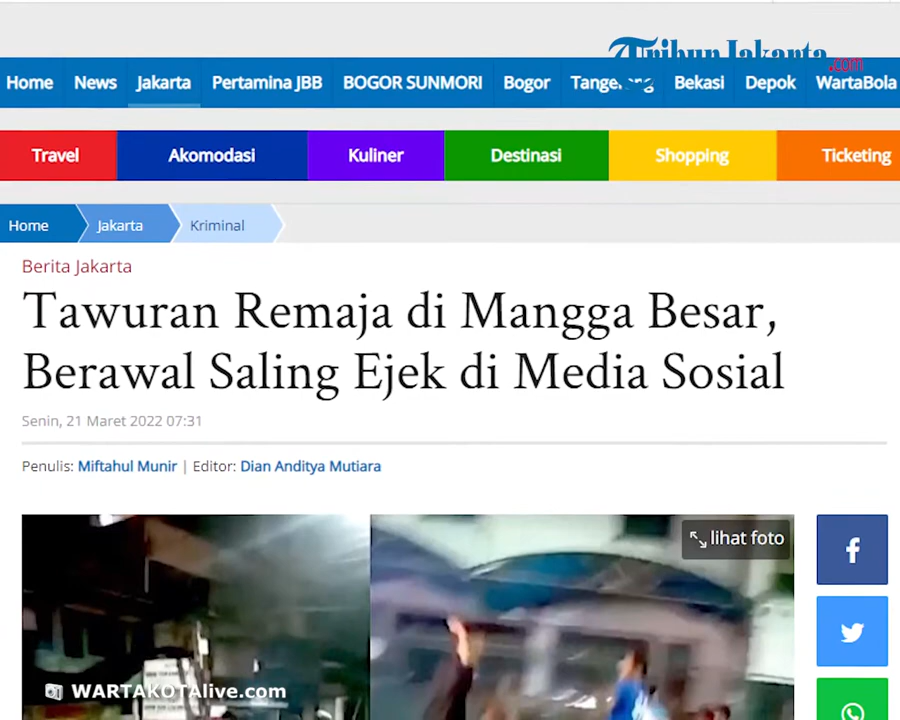 TribunJakarta
.com
Home News Jakarta Pertamina JBB BOGOR SUNMORI Bogor Bekasi Depok WartaBola
Travel Akomodasi Kuliner Destinasi Shopping Ticketing
Home Jakarta Kriminal
Berita Jakarta
Tawuran Remaja di Mangga Besar,
Berawal Saling Ejek di Media Sosial
Senin, 21 Maret 2022 07:31
Penulis: Miftahul Munir | Editor: Dian Anditya Mutiara
lihat foto
WARTAKOTAlive.com